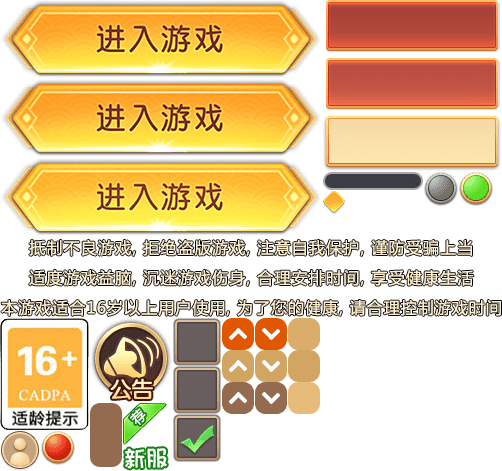 进入游戏
进入游戏
进入游戏
抵制不良游戏, 拒绝盗版游戏, 注意自我保护, 谨防受骗上当
适度游戏益脑, 沉迷游戏伤身, 合理安排时间, 享受健康生活
本游戏适合16岁以上用户使用, 为了您的健康, 请合理控制游戏时间
16+
CADPA
适龄提示
公告
荐
新服